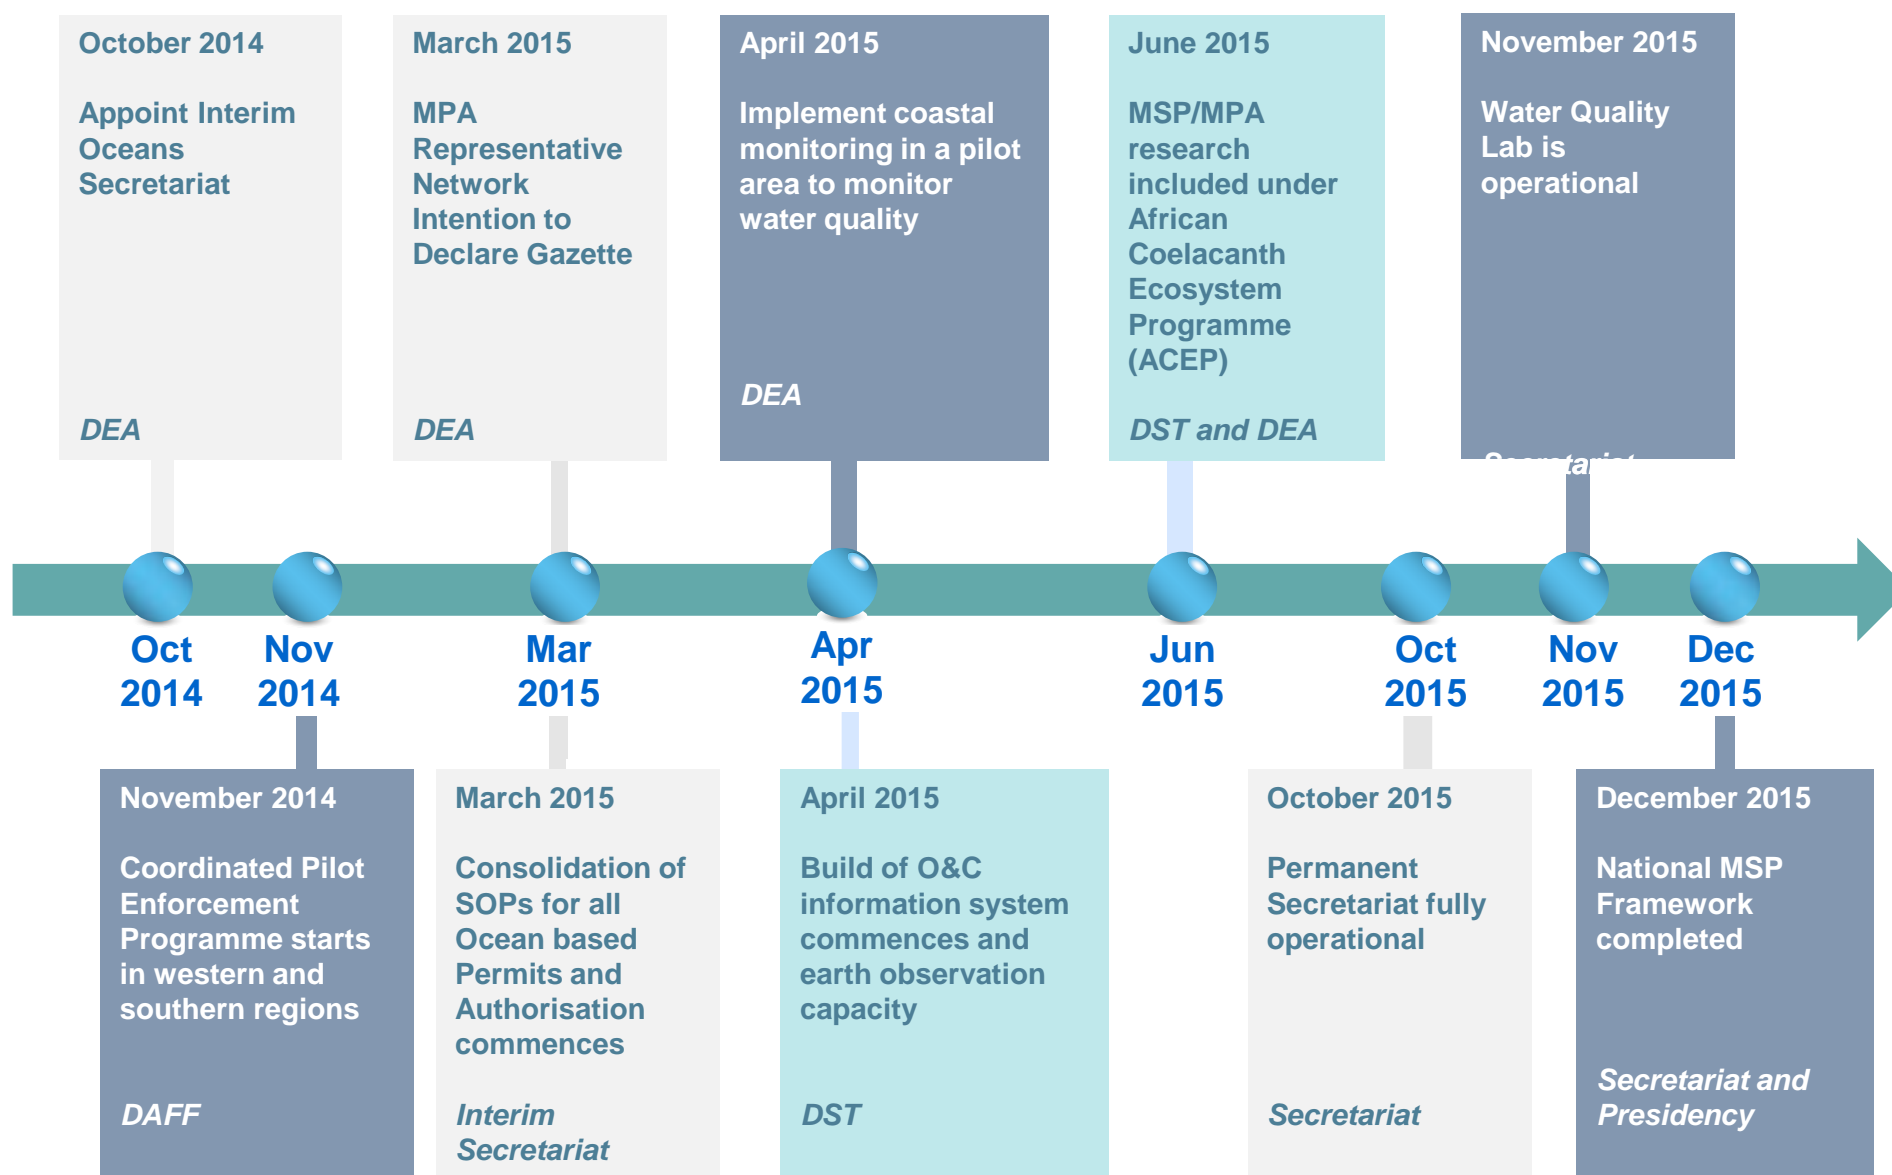 October 2014
Appoint Interim
Oceans
Secretariat
DEA
March 2015
MPA
Representative
Network
Intention to
Declare Gazette
DEA
April 2015
Implement coastal
monitoring in a pilot
area to monitor
water quality
DEA
June 2015
MSP/MPA
research
included under
African
Coelacanth
Ecosystem
Programme
(ACEP)
DST and DEA
November 2015
Water Quality
Lab is
operational
Secretariat
Oct
2014
Nov
2014
Mar
2015
Apr
2015
Jun
2015
Oct
2015
Nov
2015
Dec
2015
November 2014
Coordinated Pilot
Enforcement
Programme starts
in western and
southern regions
DAFF
March 2015
Consolidation of
SOPs for all
Ocean based
Permits and
Authorisation
commences
Interim
Secretariat
April 2015
Build of O&C
information system
commences and
earth observation
capacity
DST
October 2015
Permanent
Secretariat fully
operational
Secretariat
December 2015
National MSP
Framework
completed
Secretariat and
Presidency